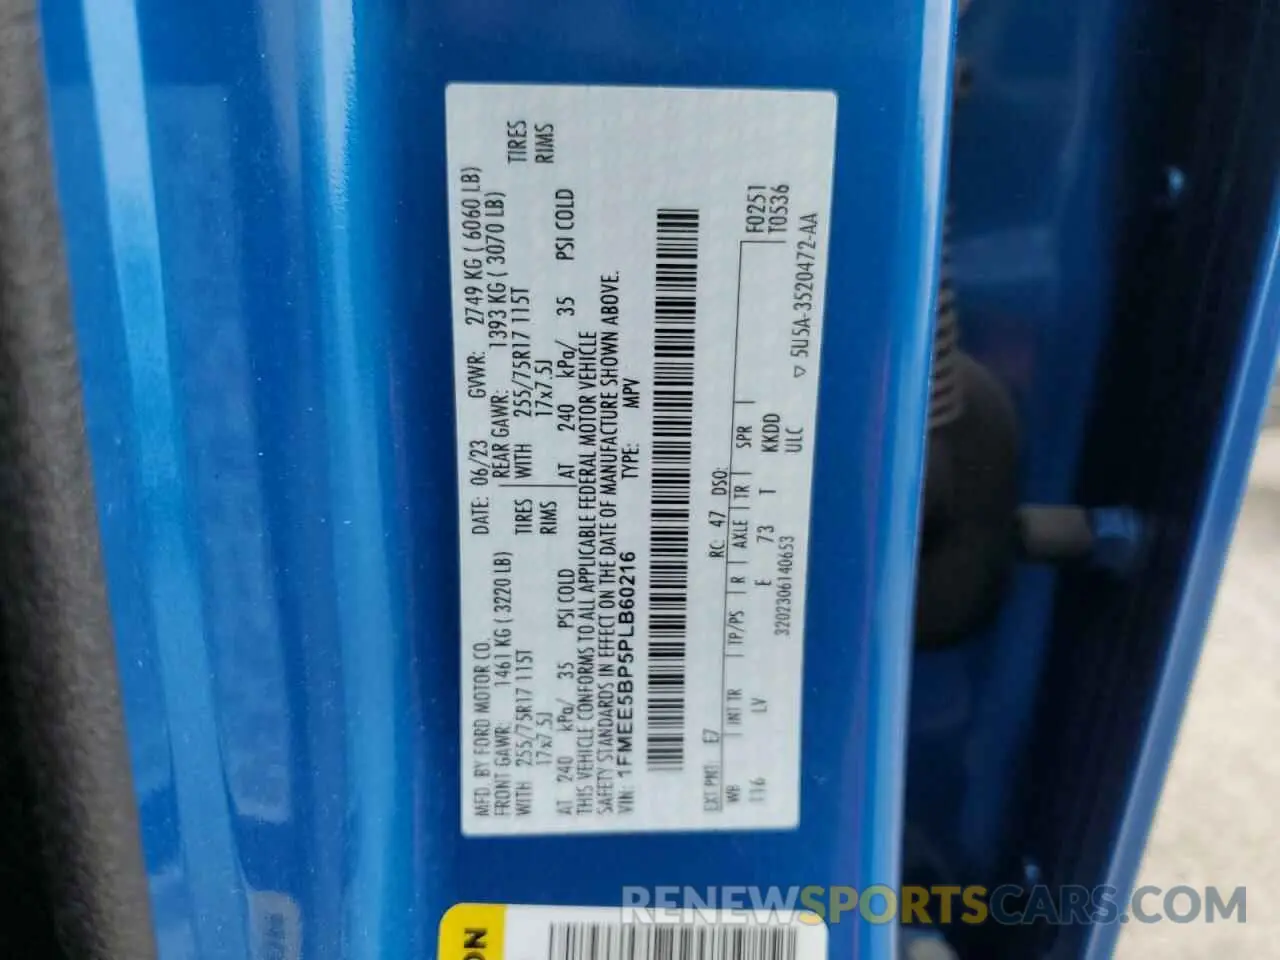 MFD. BY FORD MOTOR CO.
DATE: 06/23 GVWR: 2749 KG ( 6060 LB)
FRONT GAWR: 1461 KG ( 3220 LB) REAR GAWR: 1393 KG ( 3070 LB)
WITH 255/75R17 115T TIRES WITH 255/75R17 115T TIRES
17x7.5J RIMS 17x7.5J RIMS
AT 240 kPa/ 35 PSI COLD AT 240 kPa/ 35 PSI COLD
THIS VEHICLE CONFORMS TO ALL APPLICABLE FEDERAL MOTOR VEHICLE
SAFETY STANDARDS IN EFFECT ON THE DATE OF MANUFACTURE SHOWN ABOVE.
VIN: 1FMEE5BP5PLB60216 TYPE: MPV
EXT PNT: E7 RC: 47 DSO: F0251
WB INT TR TP/PS R AXLE TR SPR T0536
116 LV E 73 T KKDD
3202306140653 ULC ▽ 5U5A-3520472-AA
ON
RENEWSPORTSCARS.COM